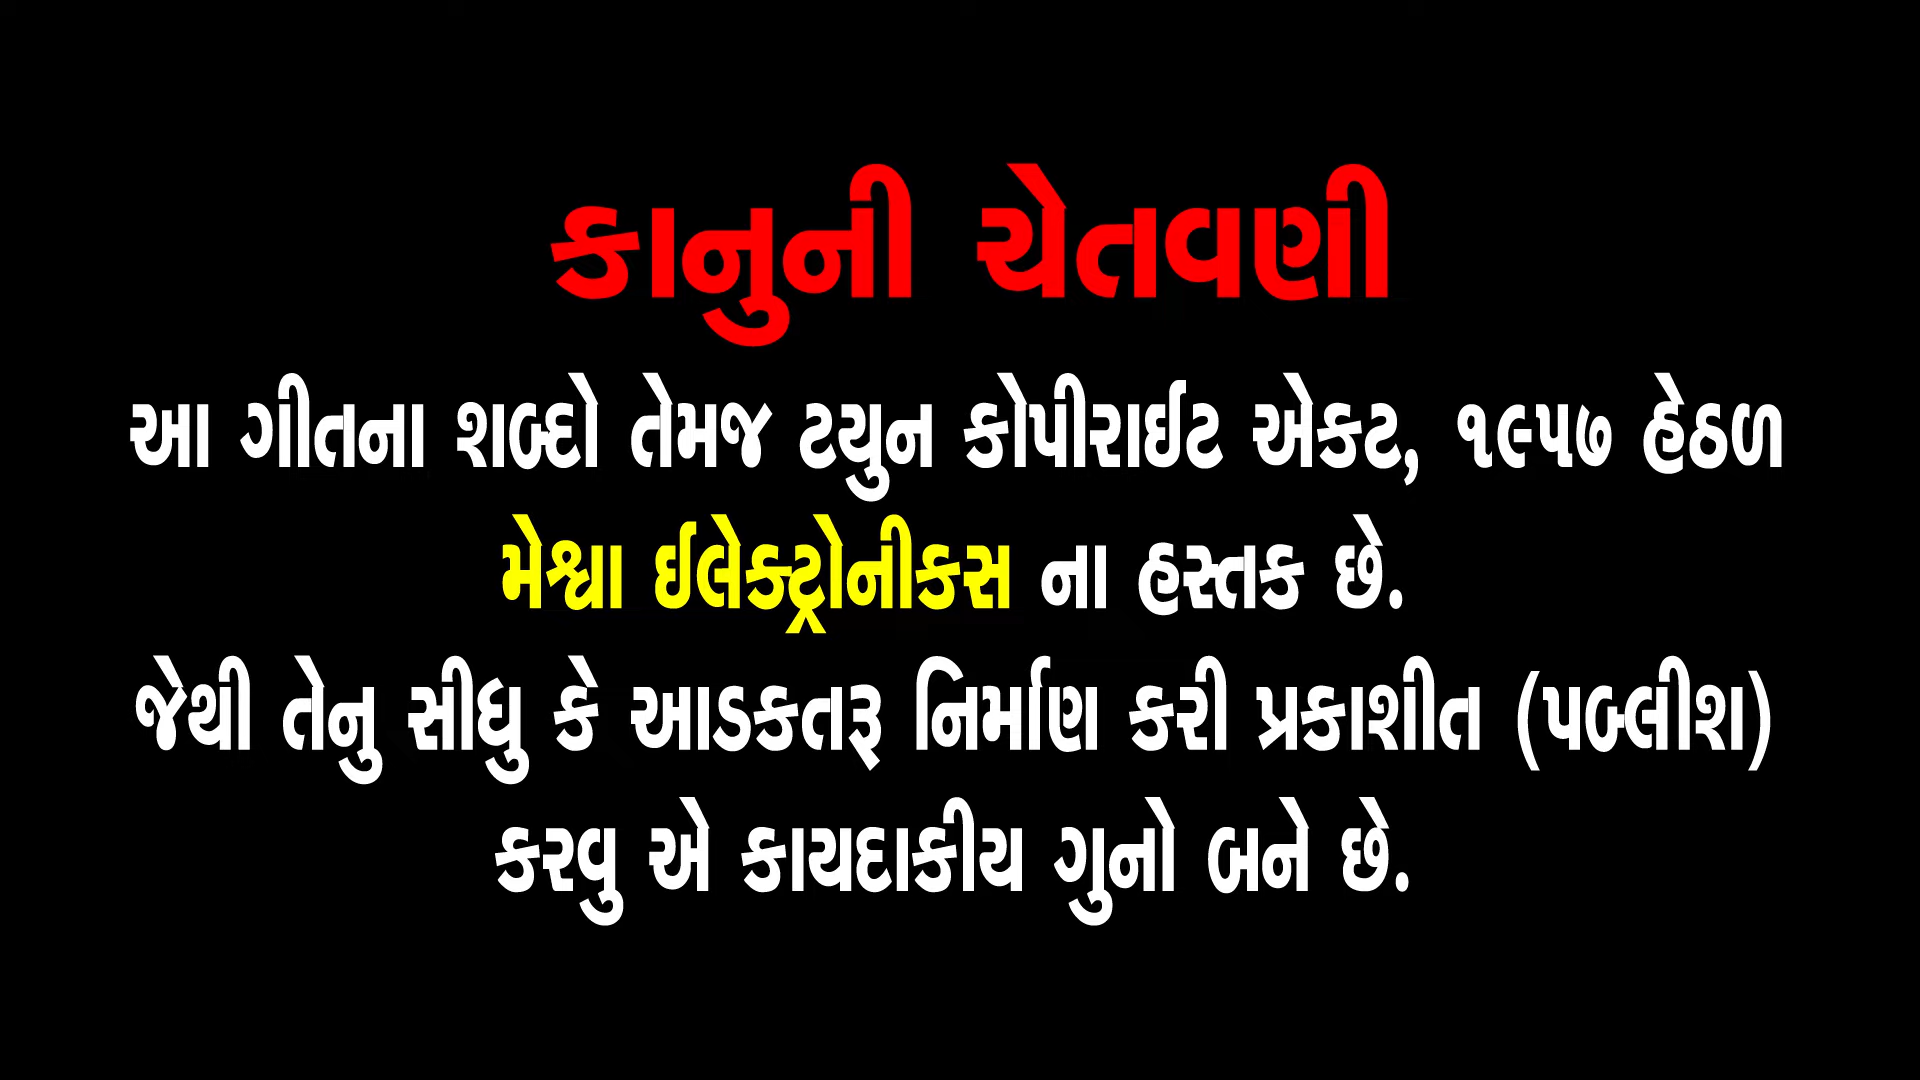 કાનુની ચેતવણી
આ ગીતના શબ્દો તેમજ ટયુન કોપીરાઈટ એકટ, ૧૯૫૭ હેઠળ
મેશ્વા ઈલેક્ટ્રોનીકસ ના હસ્તક છે.
જેથી તેનુ સીધુ કે આડકતરૂ નિર્માણ કરી પ્રકાશીત (પબ્લીશ)
કરવુ એ કાયદાકીય ગુનો બને છે.